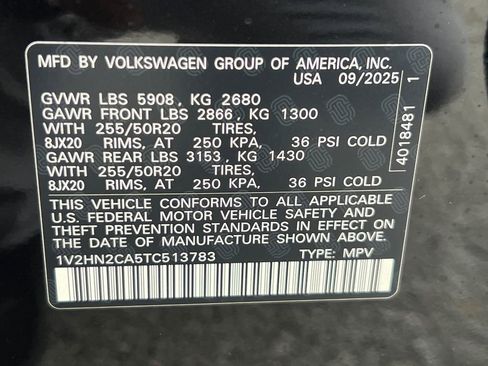 MFD BY VOLKSWAGEN GROUP OF AMERICA, INC.
USA 09/2025
GVWR LBS 5908, KG 2680
GAWR FRONT LBS 2866, KG 1300
WITH 255/50R20 TIRES,
8JX20 RIMS, AT 250 KPA, 36 PSI COLD
GAWR REAR LBS 3153, KG 1430
WITH 255/50R20 TIRES,
8JX20 RIMS, AT 250 KPA, 36 PSI COLD
THIS VEHICLE CONFORMS TO ALL APPLICABLE
U.S. FEDERAL MOTOR VEHICLE SAFETY AND
THEFT PREVENTION STANDARDS IN EFFECT ON
THE DATE OF MANUFACTURE SHOWN ABOVE.
1V2HN2CA5TC513783 TYPE: MPV
4018481 1